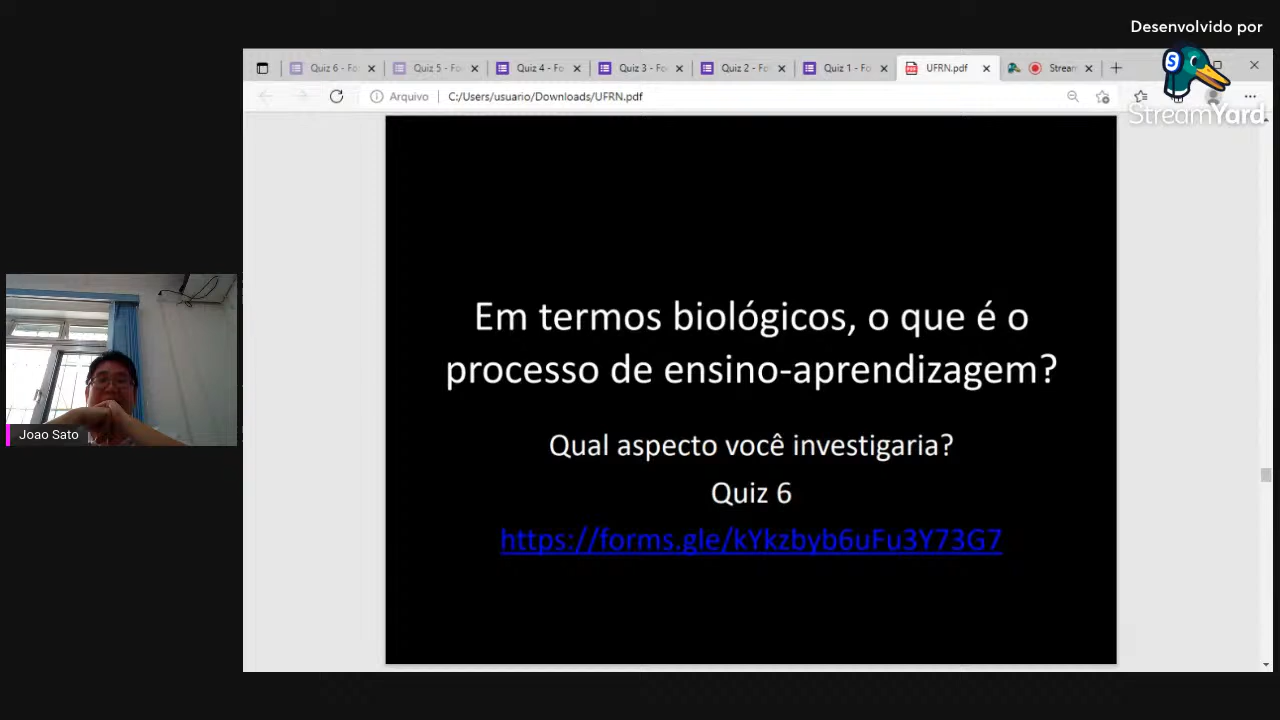 Desenvolvido por
StreamYard
Quiz 6 - Fo
Quiz 5 - Fo
Quiz 4 - Fo
Quiz 3 - Fo
Quiz 2 - Fo
Quiz 1 - Fo
UFRN.pdf
Stream
Arquivo
C:/Users/usuario/Downloads/UFRN.pdf
Em termos biológicos, o que é o
processo de ensino-aprendizagem?
Qual aspecto você investigaria?
Quiz 6
https://forms.gle/kYkzbyb6uFu3Y73G7
Joao Sato